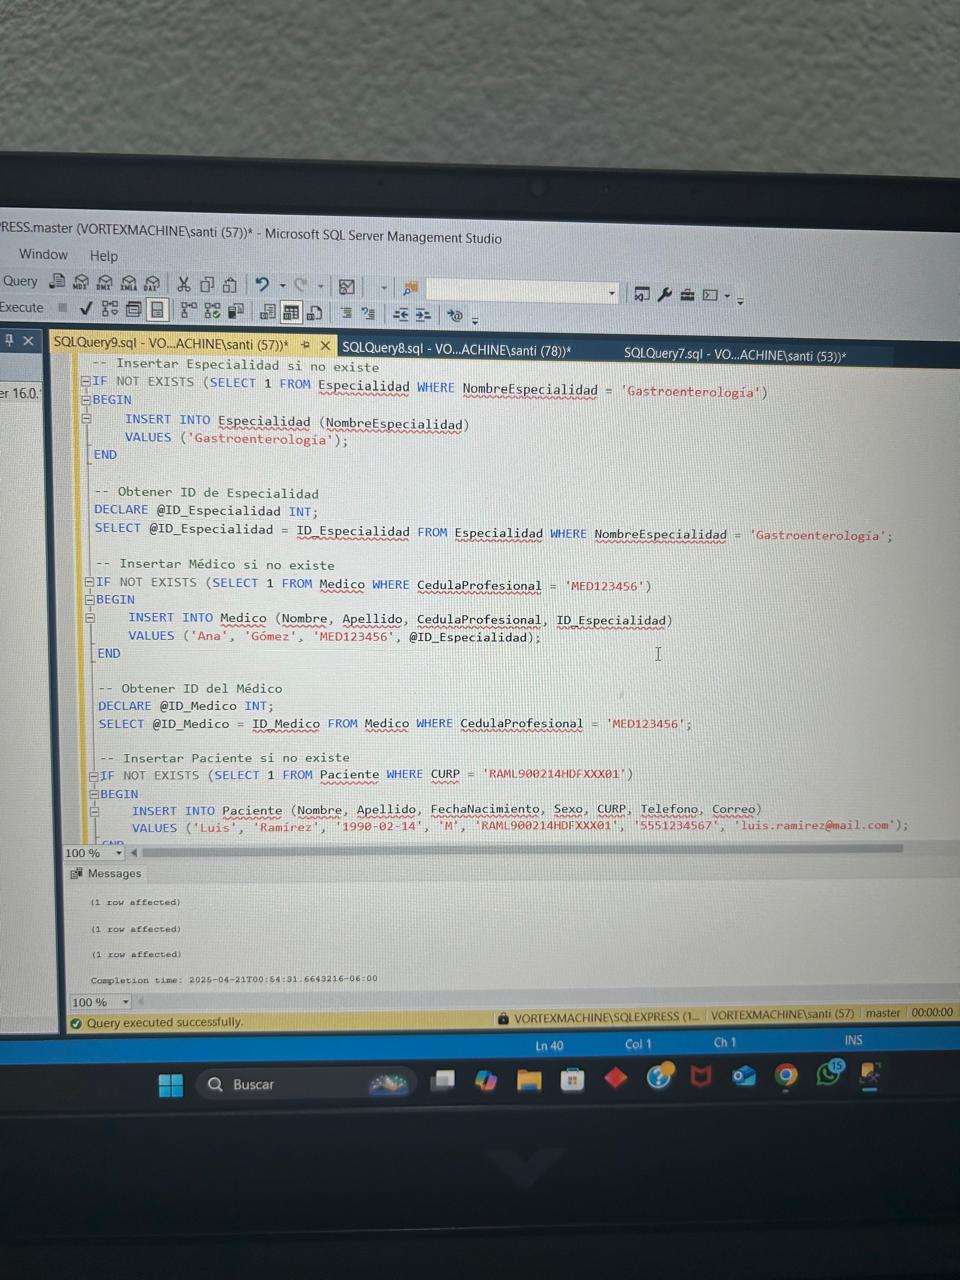 PRESS.master (VORTEXMACHINE\santi (57))* - Microsoft SQL Server Management Studio
Window Help
Query
Execute
SQLQuery9.sql - VO...ACHINE\santi (57))* SQLQuery8.sql - VO...ACHINE\santi (78))* SQLQuery7.sql - VO...ACHINE\santi (53))*
er 16.0.
-- Insertar Especialidad si no existe
IF NOT EXISTS (SELECT 1 FROM Especialidad WHERE NombreEspecialidad = 'Gastroenterología')
BEGIN
INSERT INTO Especialidad (NombreEspecialidad)
VALUES ('Gastroenterología');
END
-- Obtener ID de Especialidad
DECLARE @ID_Especialidad INT;
SELECT @ID_Especialidad = ID_Especialidad FROM Especialidad WHERE NombreEspecialidad = 'Gastroenterología';
-- Insertar Médico si no existe
IF NOT EXISTS (SELECT 1 FROM Medico WHERE CedulaProfesional = 'MED123456')
BEGIN
INSERT INTO Medico (Nombre, Apellido, CedulaProfesional, ID_Especialidad)
VALUES ('Ana', 'Gómez', 'MED123456', @ID_Especialidad);
END
-- Obtener ID del Médico
DECLARE @ID_Medico INT;
SELECT @ID_Medico = ID_Medico FROM Medico WHERE CedulaProfesional = 'MED123456';
-- Insertar Paciente si no existe
IF NOT EXISTS (SELECT 1 FROM Paciente WHERE CURP = 'RAML900214HDFXXX01')
BEGIN
INSERT INTO Paciente (Nombre, Apellido, FechaNacimiento, Sexo, CURP, Telefono, Correo)
VALUES ('Luis', 'Ramírez', '1990-02-14', 'M', 'RAML900214HDFXXX01', '5551234567', 'luis.ramirez@mail.com');
END
100 %
Messages
(1 row affected)
(1 row affected)
(1 row affected)
Completion time: 2025-04-21T00:54:31.6643216-06:00
100 %
Query executed successfully. VORTEXMACHINE\SQLEXPRESS (1... VORTEXMACHINE\santi (57) master 00:00:00
Ln 40 Col 1 Ch 1 INS
Buscar
15